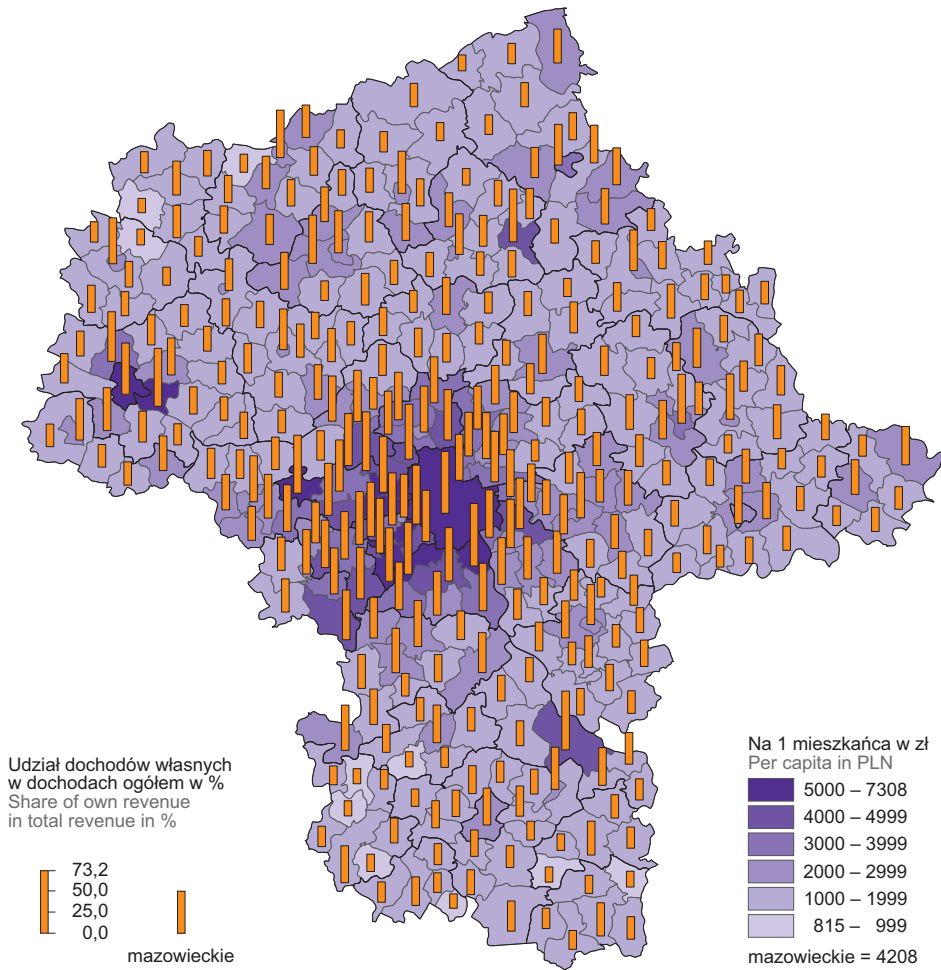 Udział dochodów własnych
w dochodach ogółem w %
Share of own revenue
in total revenue in %
73,2
50,0
25,0
0,0
mazowieckie
Na 1 mieszkańca w zł
Per capita in PLN
5000 – 7308
4000 – 4999
3000 – 3999
2000 – 2999
1000 – 1999
815 – 999
mazowieckie = 4208